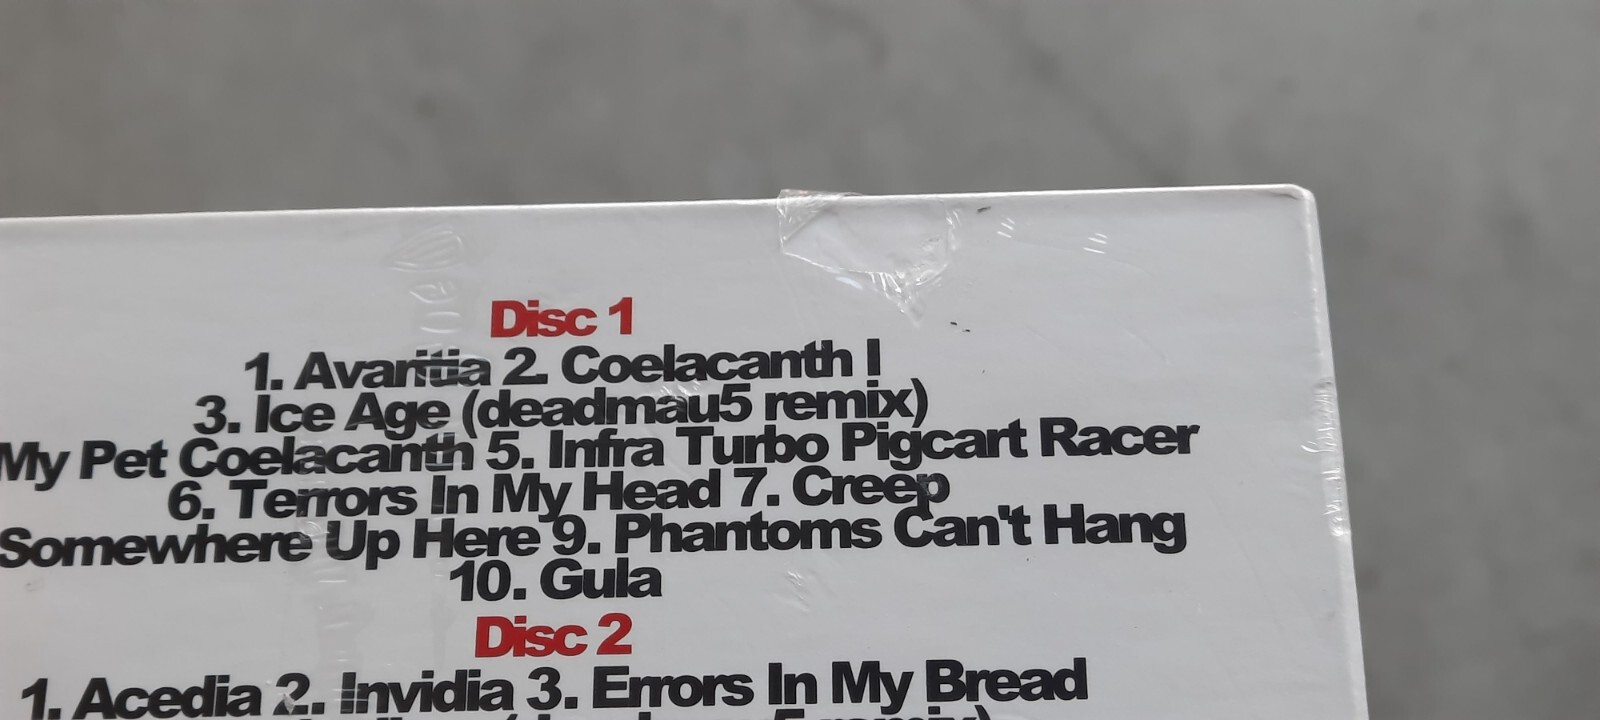 Disc 1
1. Avaritia 2. Coelacanth I
3. Ice Age (deadmau5 remix)
My Pet Coelacanth 5. Infra Turbo Pigcart Racer
6. Terrors In My Head 7. Creep
Somewhere Up Here 9. Phantoms Can't Hang
10. Gula
Disc 2
1. Acedia 2. Invidia 3. Errors In My Bread
remix)